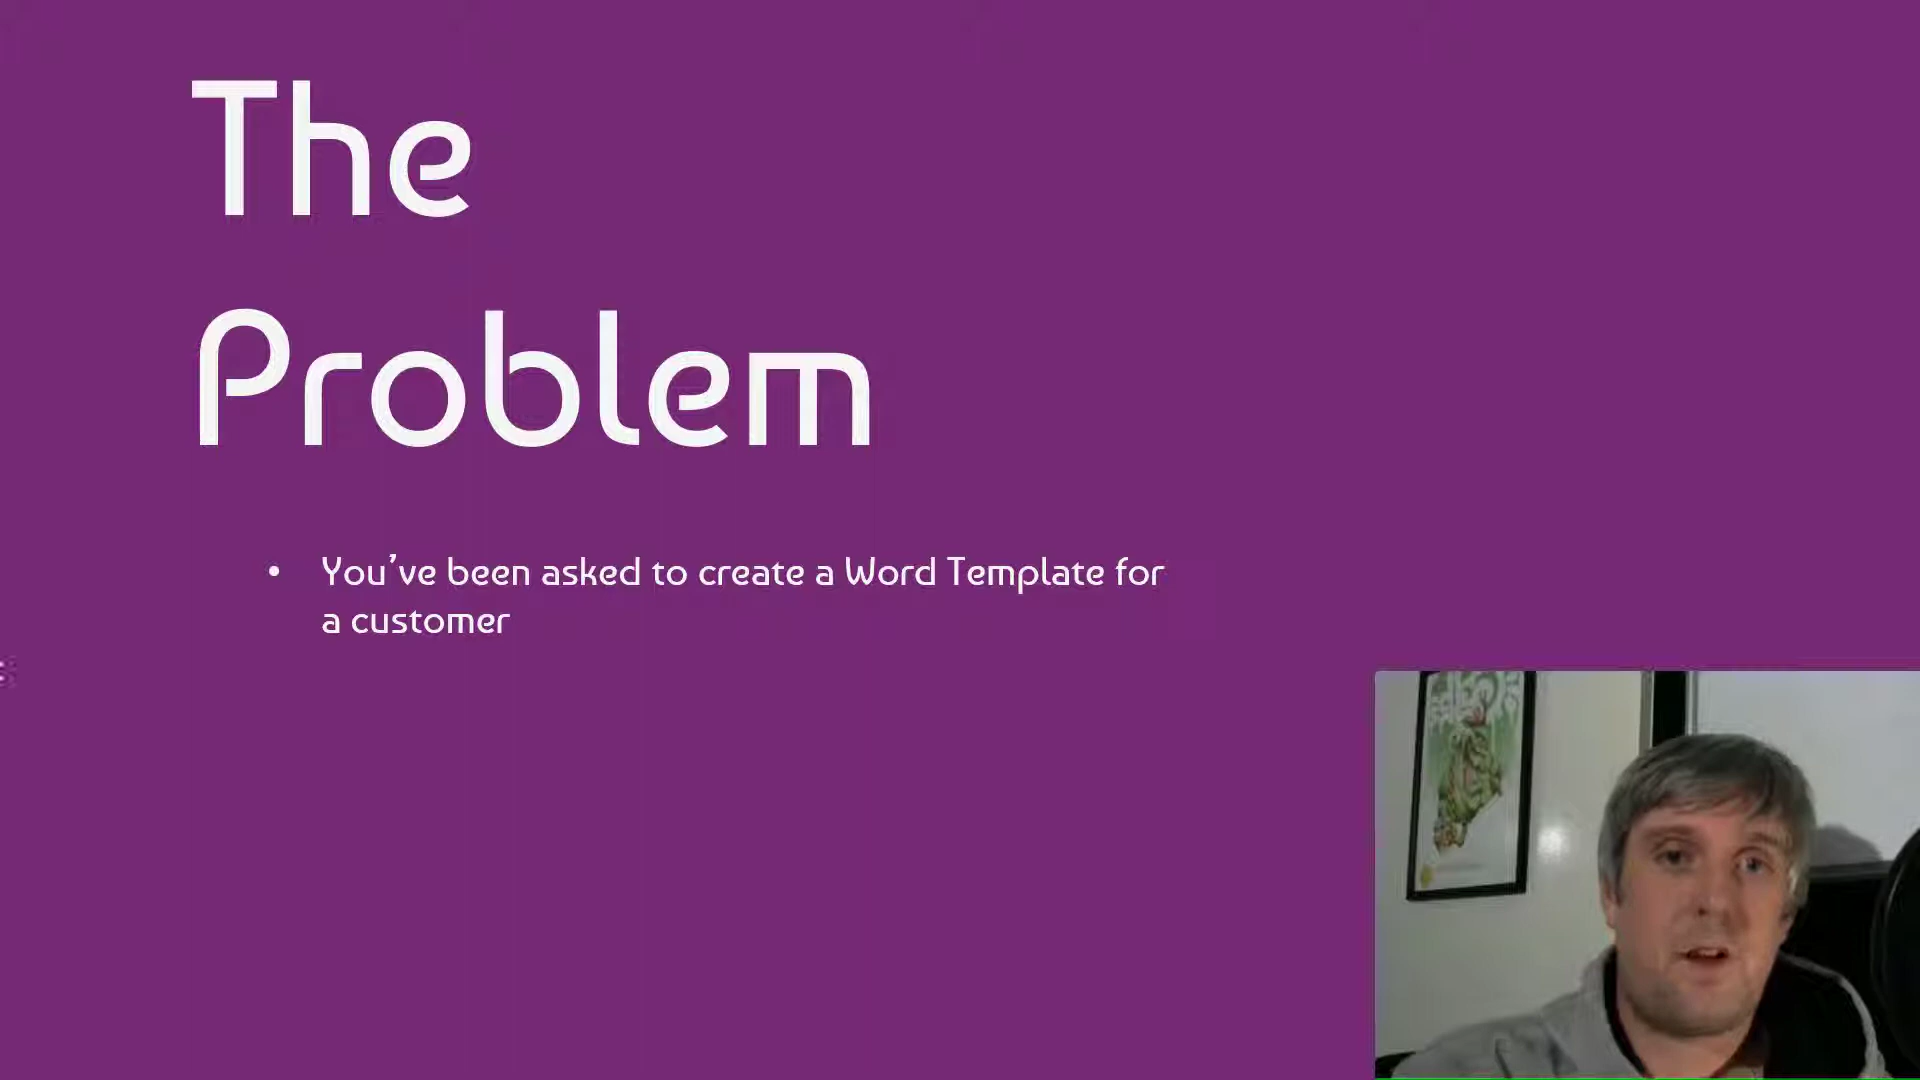 The
Problem
• You've been asked to create a Word Template for
a customer